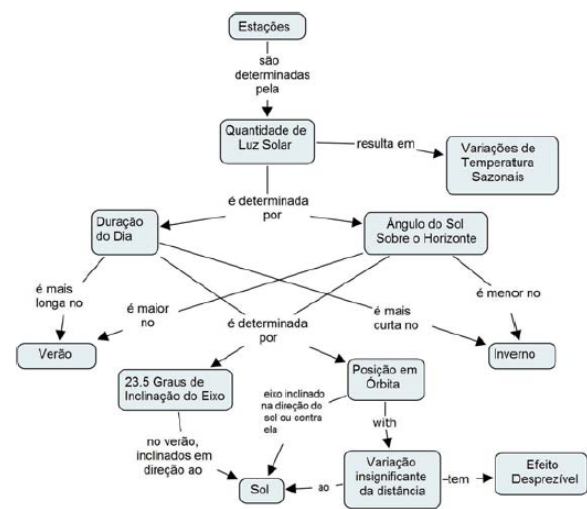 Estações
são
determinadas
pela
Quantidade de
Luz Solar
resulta em
Variações de
Temperatura
Sazonais
é determinada
por
Duração
do Dia
Ângulo do Sol
Sobre o Horizonte
é mais
longa no
é maior
no
é determinada
por
é mais
curta no
é menor no
Verão
Inverno
23.5 Graus de
Inclinação do Eixo
Posição em
Órbita
eixo inclinado
na direção do
sol ou contra
ela
with
no verão,
inclinados em
direção ao
Variação
insignificante
da distância
tem
Efeito
Desprezível
ao
Sol